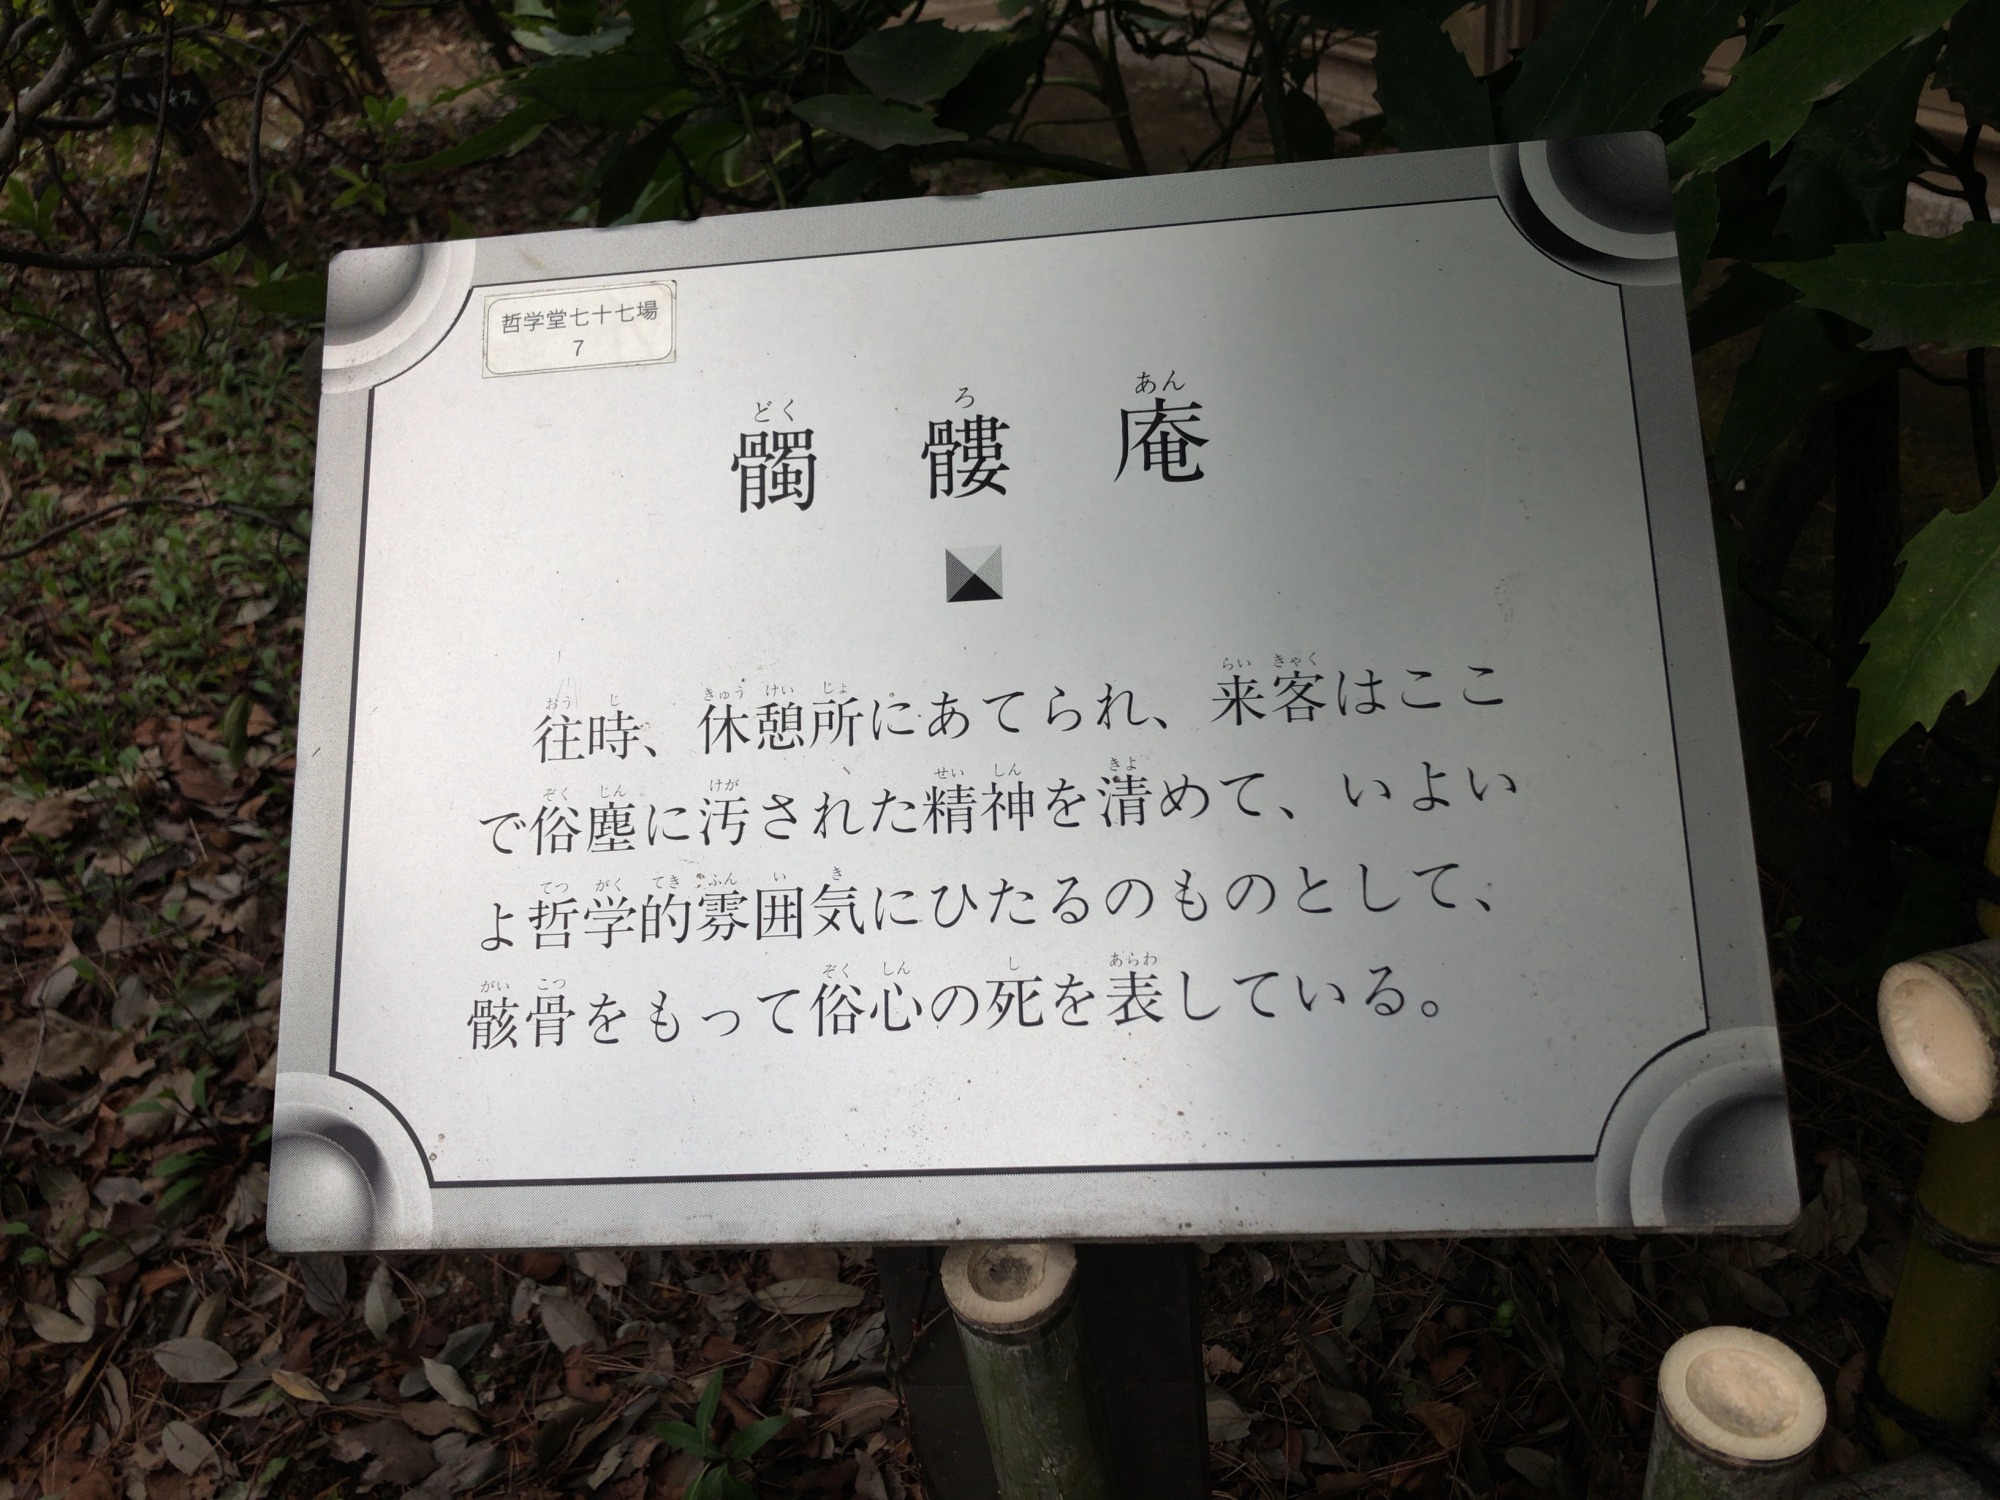 哲学堂七十七場
7
どく ろ あん
髑髏庵
おう じ きゅう けい じょ らい きゃく
往時、休憩所にあてられ、来客はここ
ぞく じん けが せい しん きよ
で俗塵に汚された精神を清めて、いよい
てつ がく てき ふん い き
よ哲学的雰囲気にひたるのものとして、
がい こつ ぞく しん し あらわ
骸骨をもって俗心の死を表している。